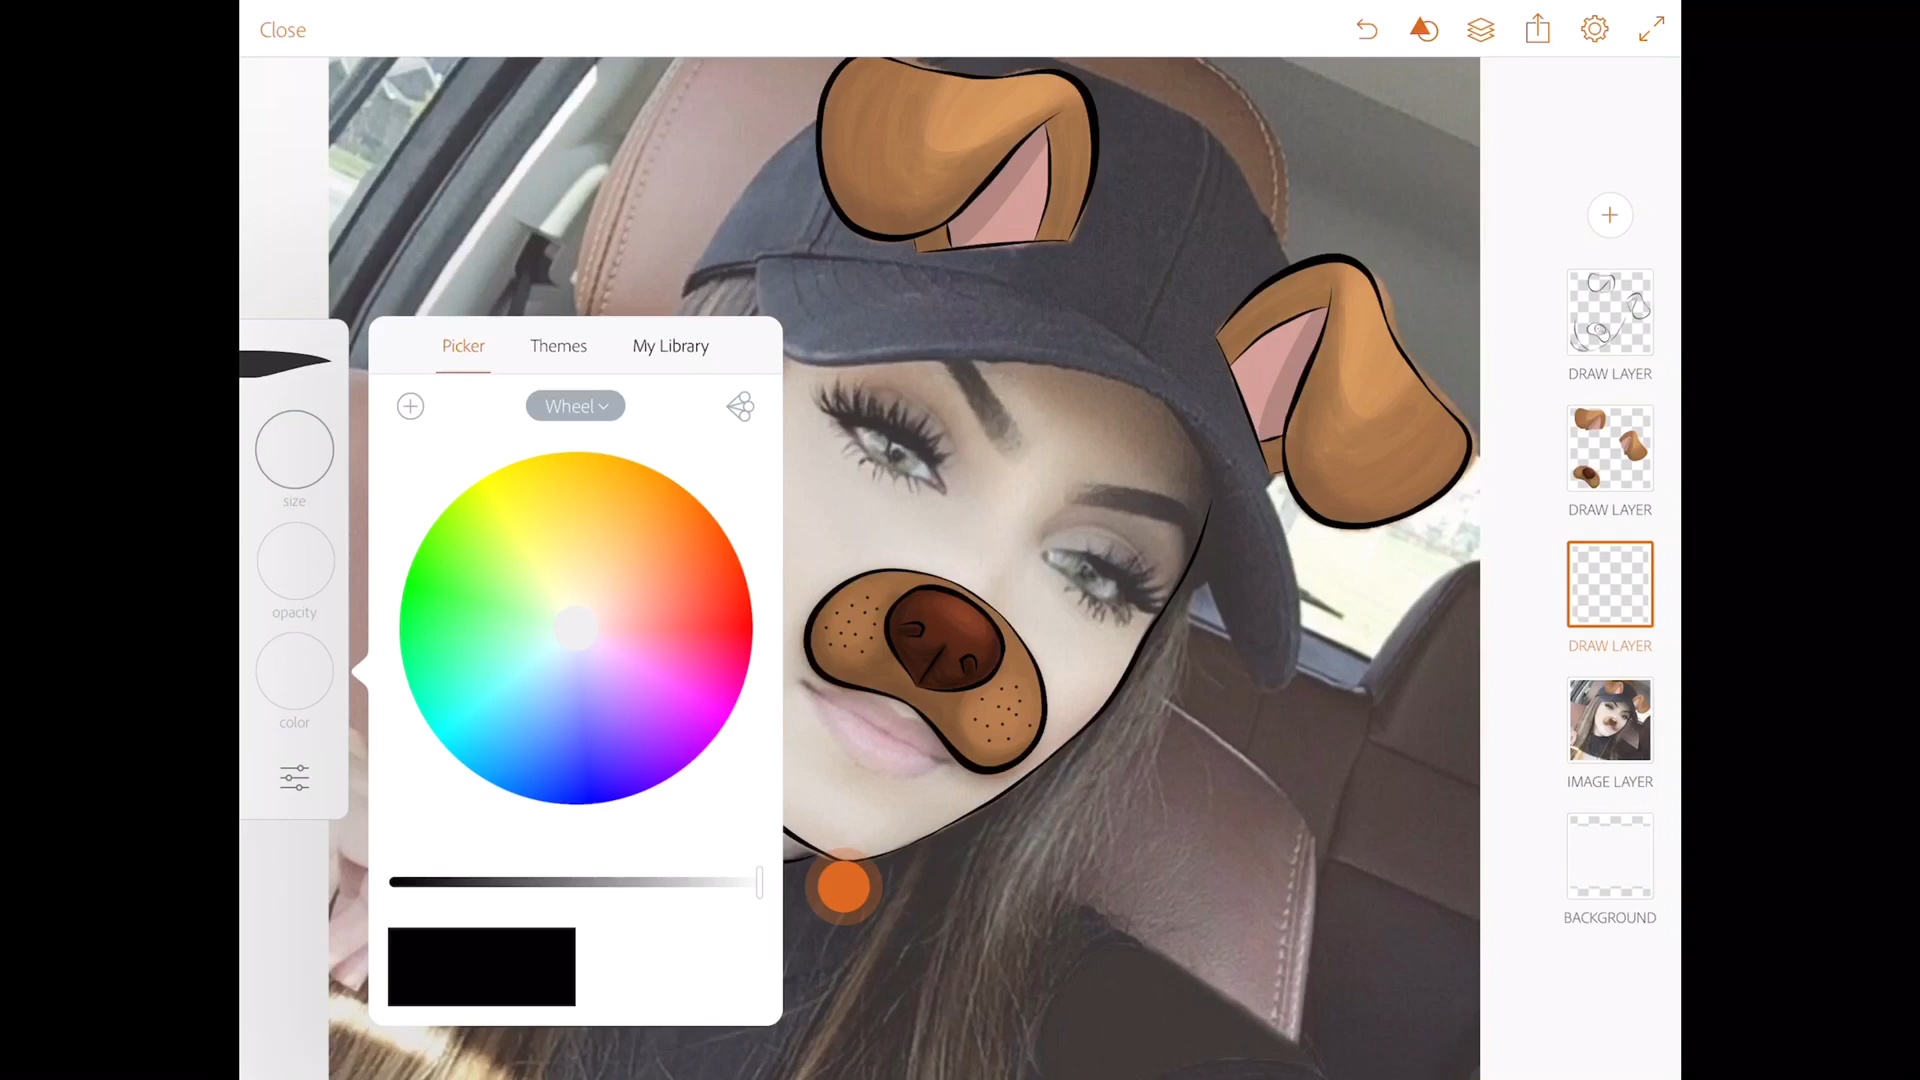 Close
Picker Themes My Library
Wheel
size
opacity
color
DRAW LAYER
DRAW LAYER
DRAW LAYER
IMAGE LAYER
BACKGROUND